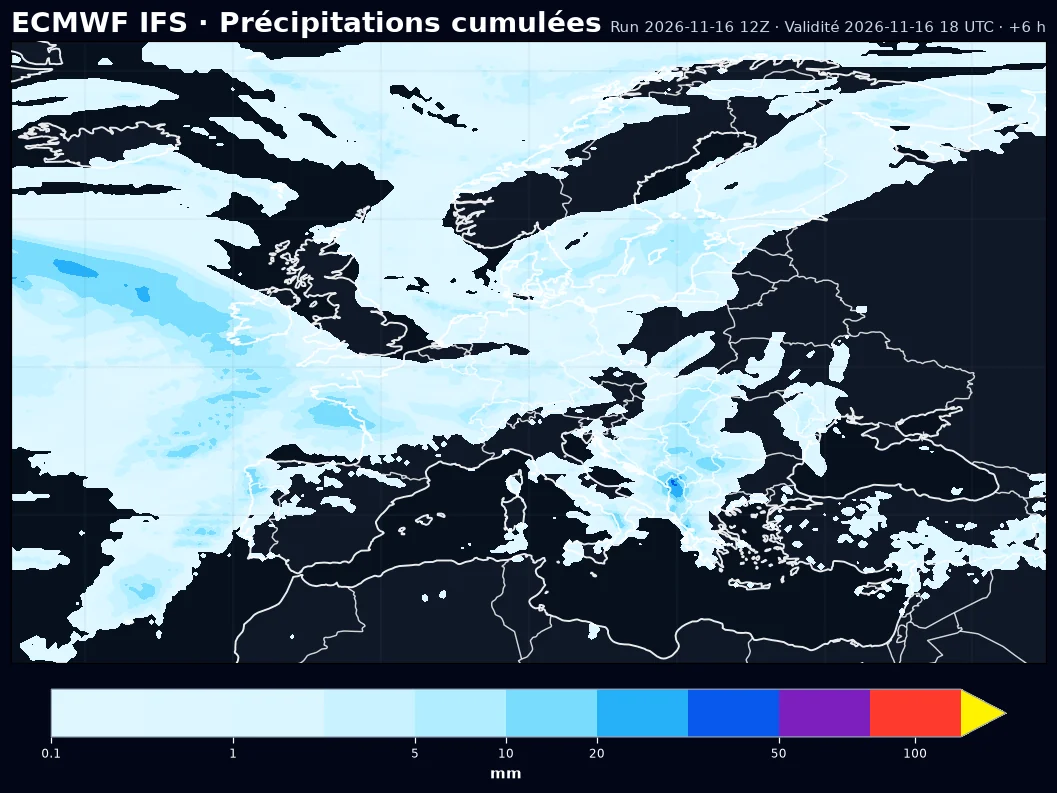 ECMWF IFS · Précipitations cumulées Run 2026-11-16 12Z · Validité 2026-11-16 18 UTC · +6 h
0.1 1 5 10 20 50 100
mm